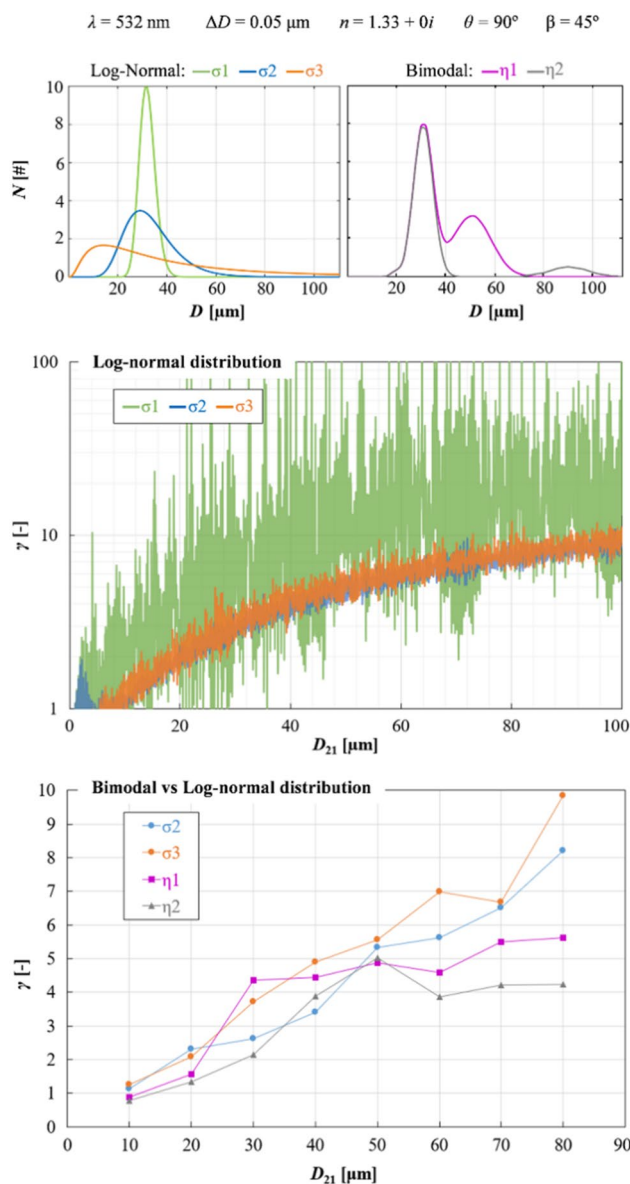 λ = 532 nm ΔD = 0.05 μm n = 1.33 + 0i θ = 90º β = 45º
Log-Normal: σ1 σ2 σ3
Bimodal: η1 η2
10
8
6
4
2
0
N [#]
20 40 60 80 100
D [μm]
20 40 60 80 100
D [μm]
Log-normal distribution
σ1 σ2 σ3
100
10
1
γ [-]
0 20 40 60 80 100
D21 [μm]
Bimodal vs Log-normal distribution
σ2
σ3
η1
η2
10
9
8
7
6
5
4
3
2
1
0
γ [-]
0 10 20 30 40 50 60 70 80 90
D21 [μm]